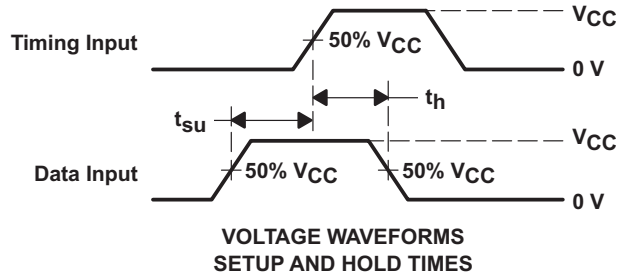 VCC
Timing Input
50% VCC
0 V
th
tsu
VCC
Data Input
50% VCC
50% VCC
0 V
VOLTAGE WAVEFORMS
SETUP AND HOLD TIMES